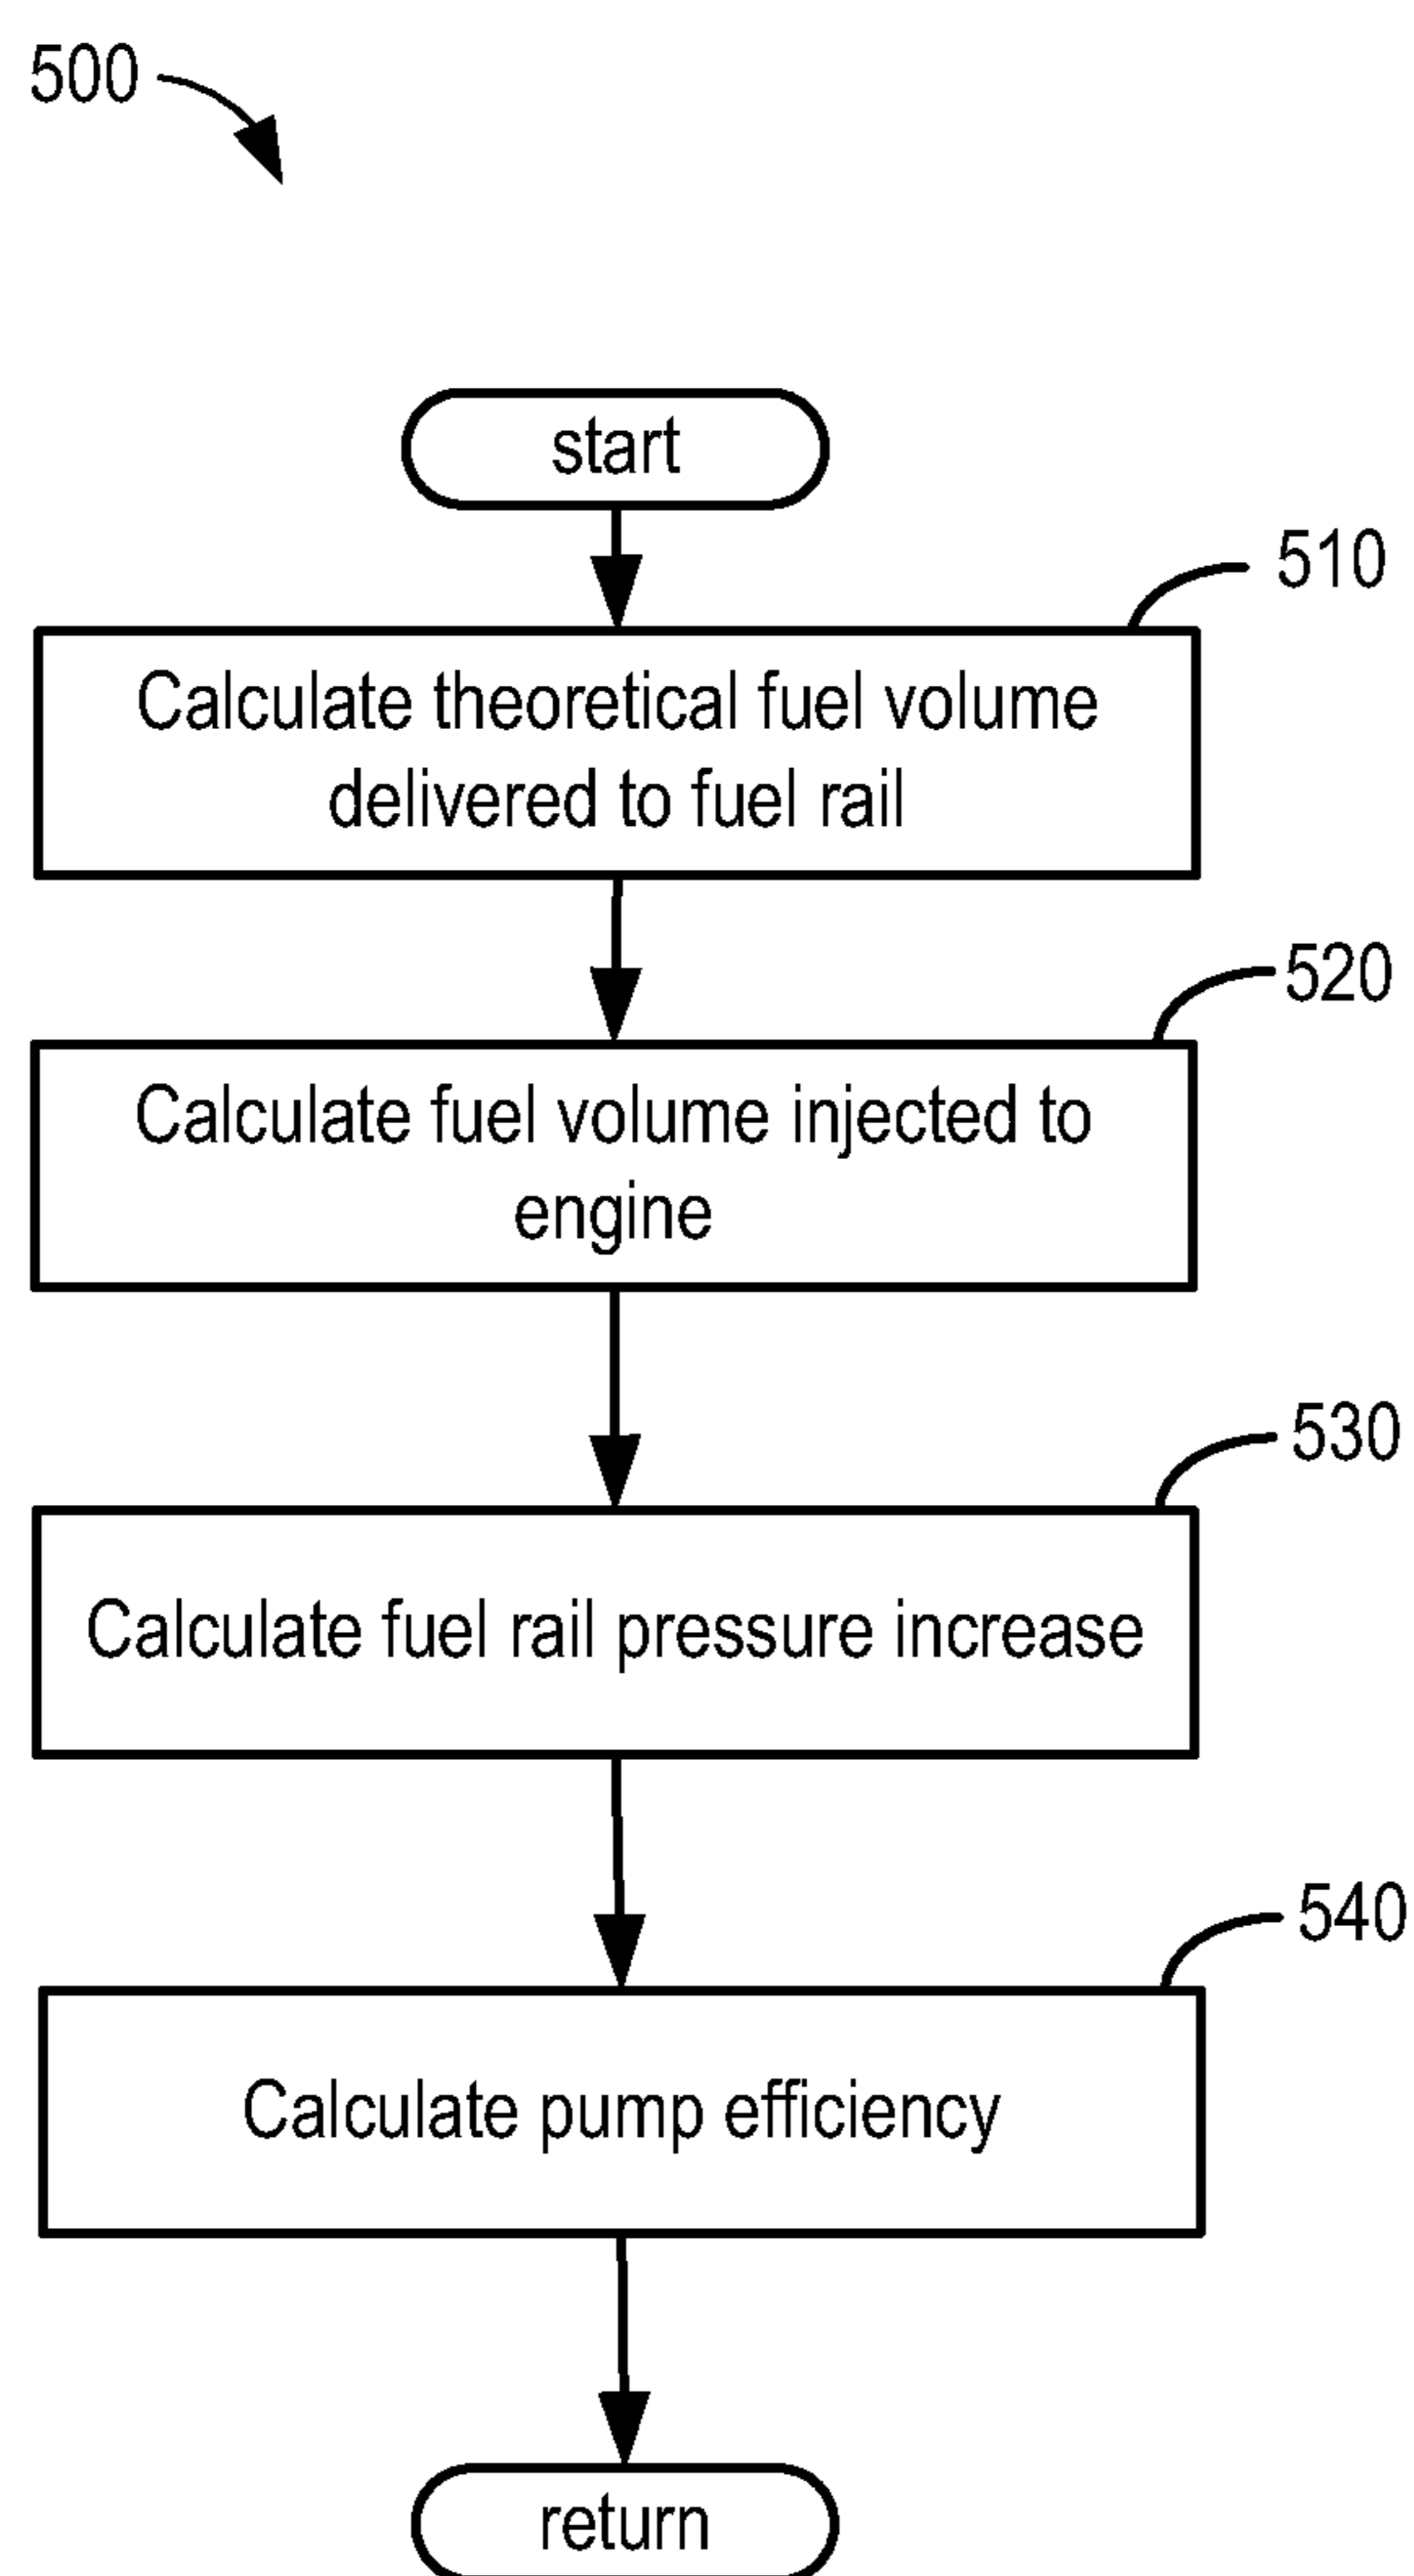 500
start
510
Calculate theoretical fuel volume
delivered to fuel rail
520
Calculate fuel volume injected to
engine
530
Calculate fuel rail pressure increase
540
Calculate pump efficiency
return